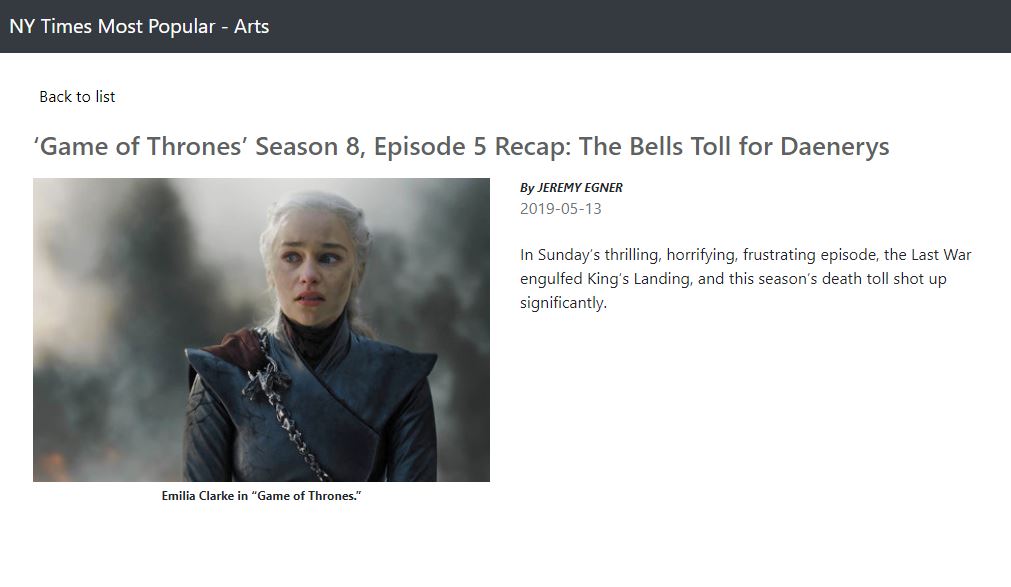 NY Times Most Popular - Arts
Back to list
‘Game of Thrones’ Season 8, Episode 5 Recap: The Bells Toll for Daenerys
By JEREMY EGNER
2019-05-13
In Sunday’s thrilling, horrifying, frustrating episode, the Last War
engulfed King’s Landing, and this season’s death toll shot up
significantly.
Emilia Clarke in “Game of Thrones.”